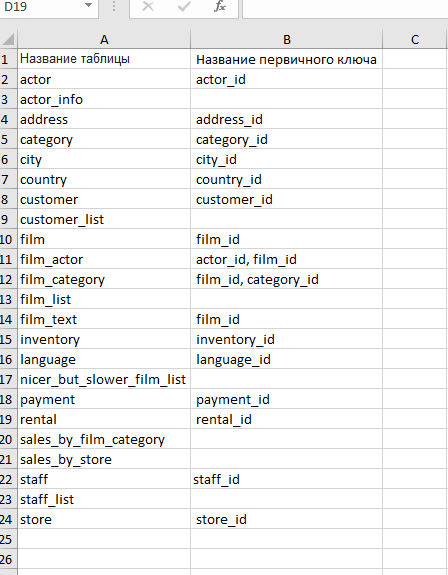 D19
fx
A B C
1 Название таблицы Название первичного ключа
2 actor actor_id
3 actor_info
4 address address_id
5 category category_id
6 city city_id
7 country country_id
8 customer customer_id
9 customer_list
10 film film_id
11 film_actor actor_id, film_id
12 film_category film_id, category_id
13 film_list
14 film_text film_id
15 inventory inventory_id
16 language language_id
17 nicer_but_slower_film_list
18 payment payment_id
19 rental rental_id
20 sales_by_film_category
21 sales_by_store
22 staff staff_id
23 staff_list
24 store store_id
25
26